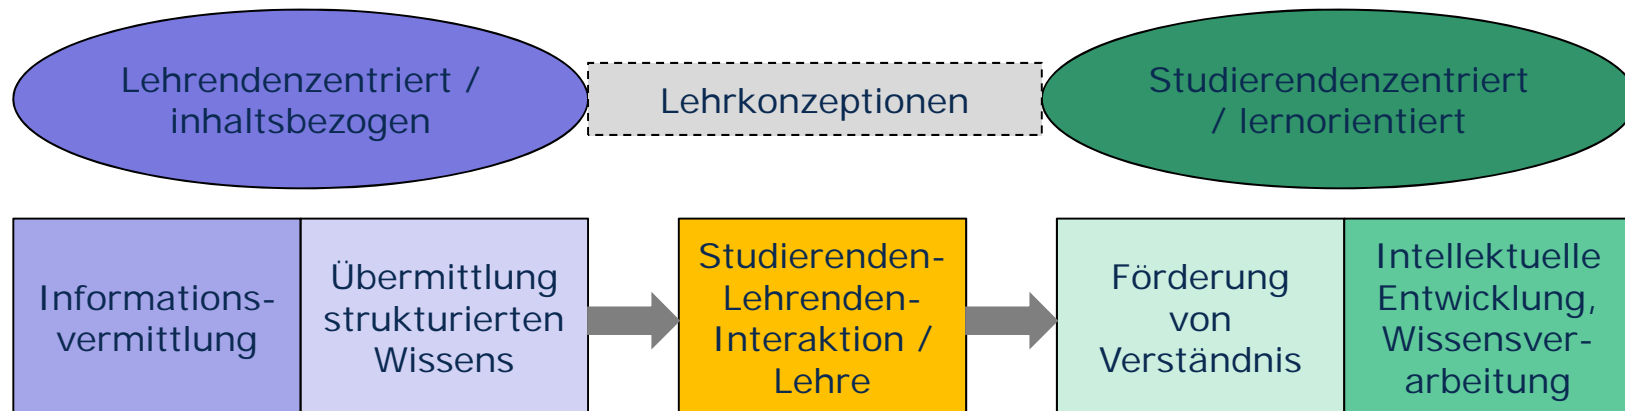 Lehrendenzentriert /
inhaltsbezogen
Lehrkonzeptionen
Studierendenzentriert
/ lernorientiert
Informations-
vermittlung
Übermittlung
strukturierten
Wissens
Studierenden-
Lehrenden-
Interaktion /
Lehre
Förderung
von
Verständnis
Intellektuelle
Entwicklung,
Wissensver-
arbeitung